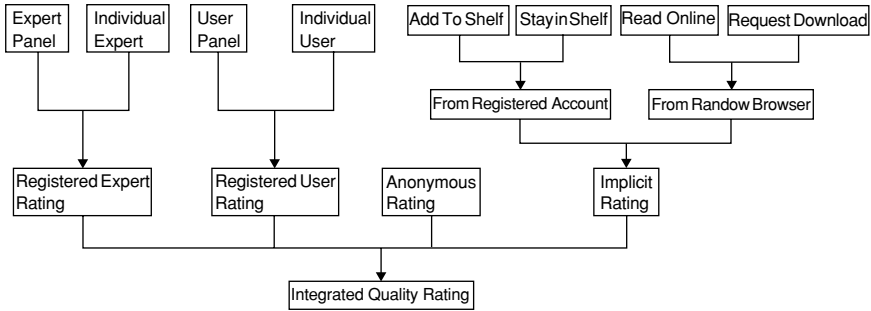 Expert
Panel
Individual
Expert
User
Panel
Individual
User
Add To Shelf
Stay in Shelf
Read Online
Request Download
From Registered Account
From Randow Browser
Registered Expert
Rating
Registered User
Rating
Anonymous
Rating
Implicit
Rating
Integrated Quality Rating